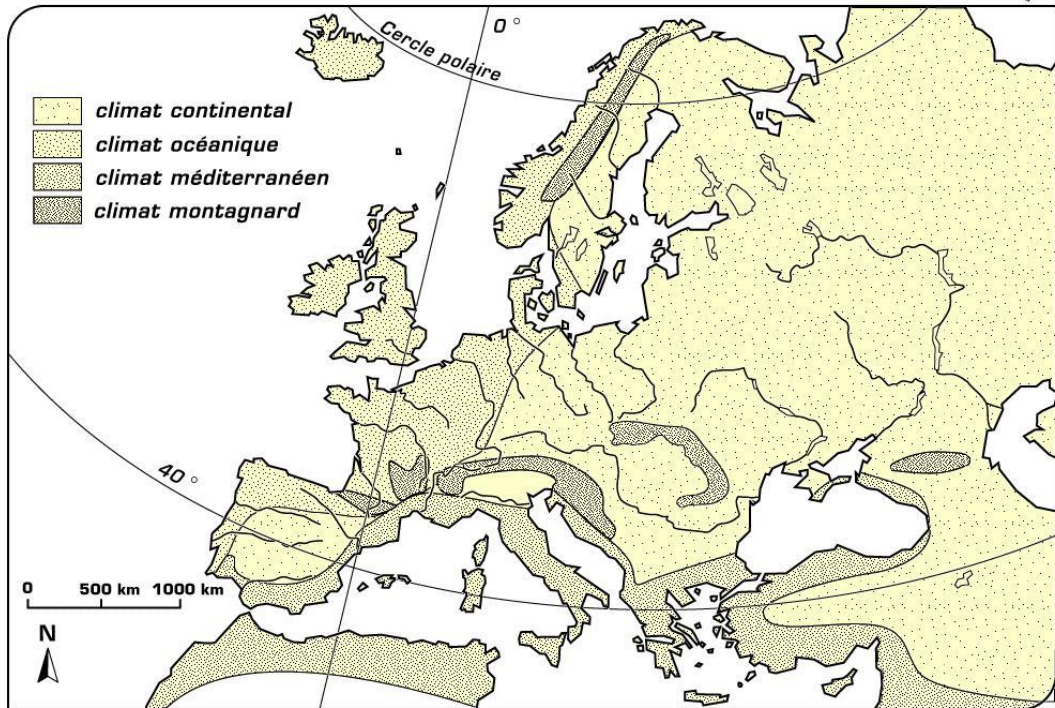 0 °
Cercle polaire
climat continental
climat océanique
climat méditerranéen
climat montagnard
40 °
0 500 km 1000 km
N